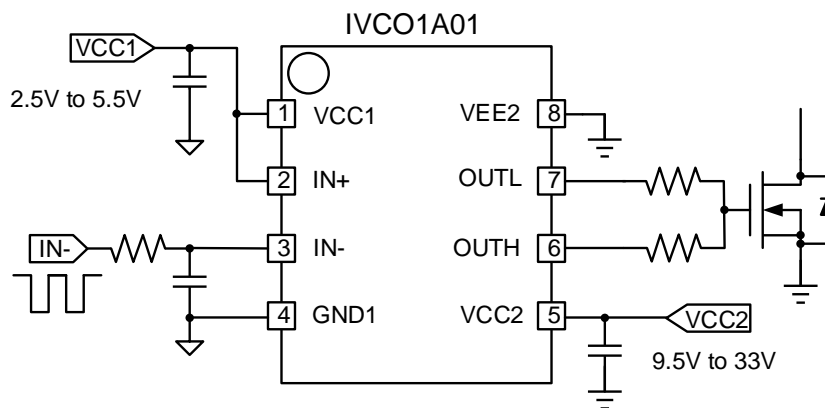 IVCO1A01
VCC1
2.5V to 5.5V
1 VCC1
VEE2 8
2 IN+
OUTL 7
IN-
3 IN-
OUTH 6
4 GND1
VCC2 5
VCC2
9.5V to 33V